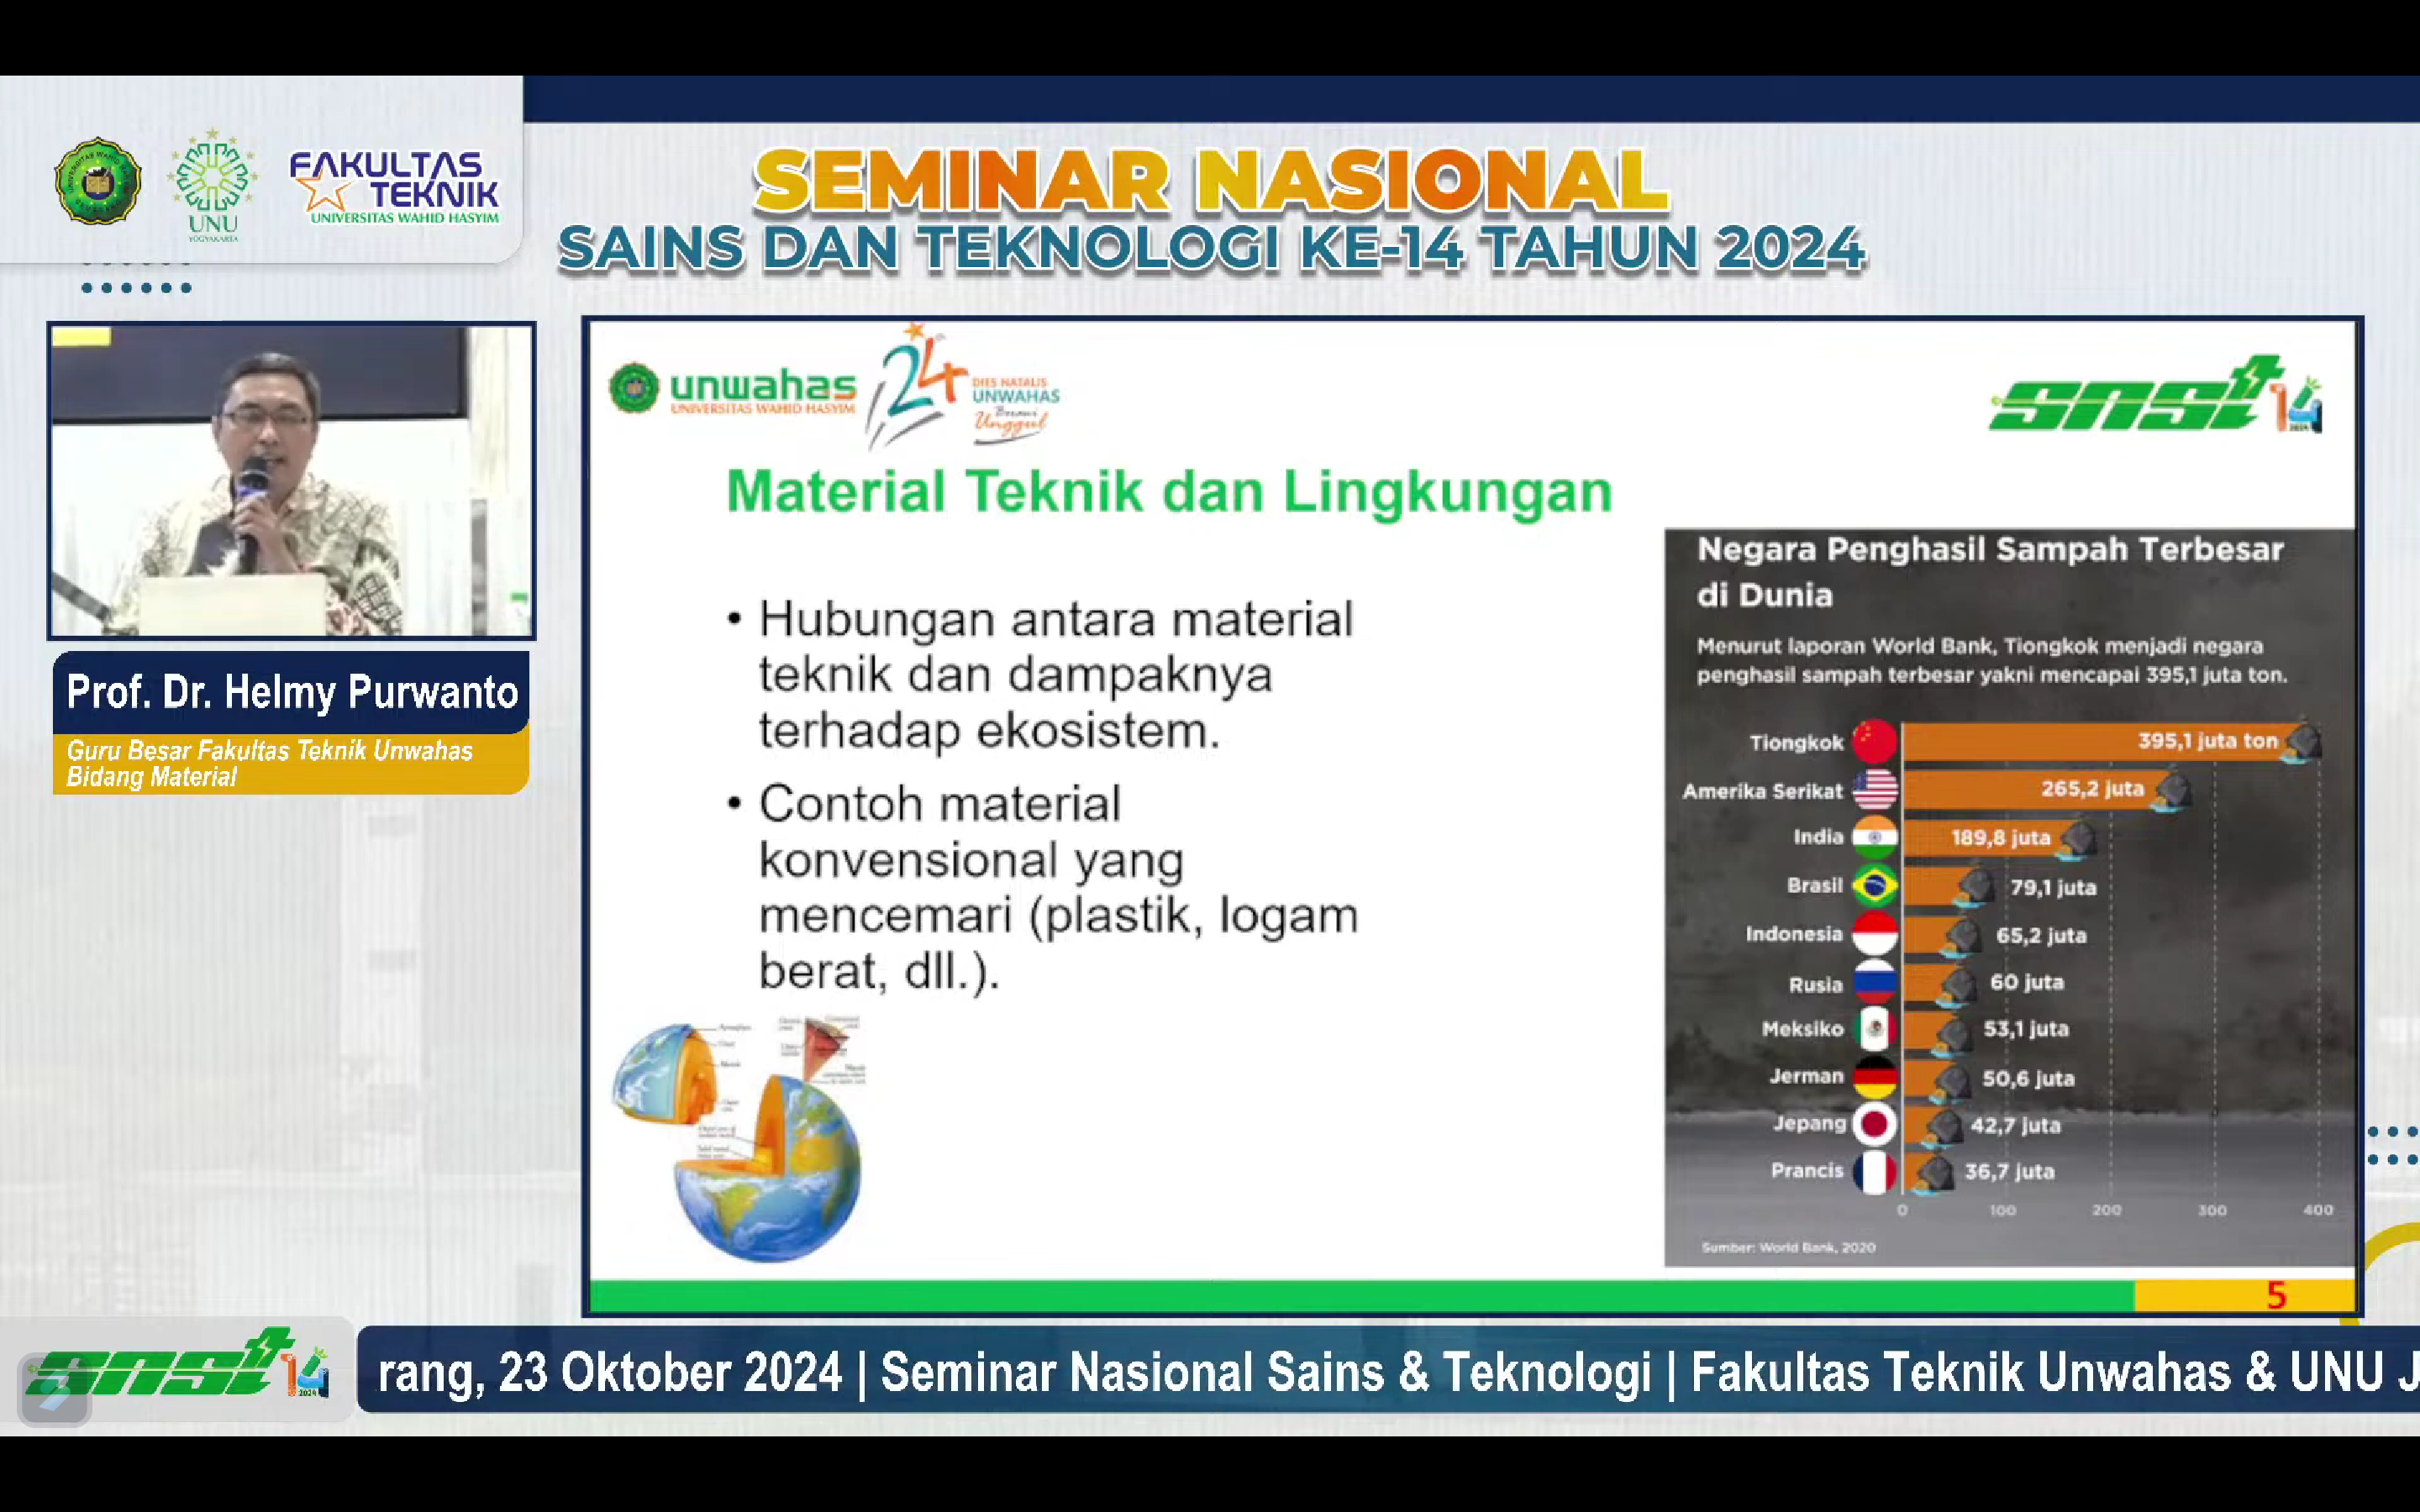 FAKULTAS
TEKNIK
UNIVERSITAS WAHID HASYIM
UNU
YOGYAKARTA
SEMINAR NASIONAL
SAINS DAN TEKNOLOGI KE-14 TAHUN 2024
Prof. Dr. Helmy Purwanto
Guru Besar Fakultas Teknik Unwahas
Bidang Material
unwahas
UNIVERSITAS WAHID HASYIM
24
DIES NATALIS
UNWAHAS
Berani
Unggul
snst 14
2024
Material Teknik dan Lingkungan
• Hubungan antara material
teknik dan dampaknya
terhadap ekosistem.
• Contoh material
konvensional yang
mencemari (plastik, logam
berat, dll.).
Negara Penghasil Sampah Terbesar
di Dunia
Menurut laporan World Bank, Tiongkok menjadi negara
penghasil sampah terbesar yakni mencapai 395,1 juta ton.
Tiongkok 395,1 juta ton
Amerika Serikat 265,2 juta
India 189,8 juta
Brasil 79,1 juta
Indonesia 65,2 juta
Rusia 60 juta
Meksiko 53,1 juta
Jerman 50,6 juta
Jepang 42,7 juta
Prancis 36,7 juta
0 100 200 300 400
Sumber: World Bank, 2020
5
snst 14
2024
rang, 23 Oktober 2024 | Seminar Nasional Sains & Teknologi | Fakultas Teknik Unwahas & UNU J